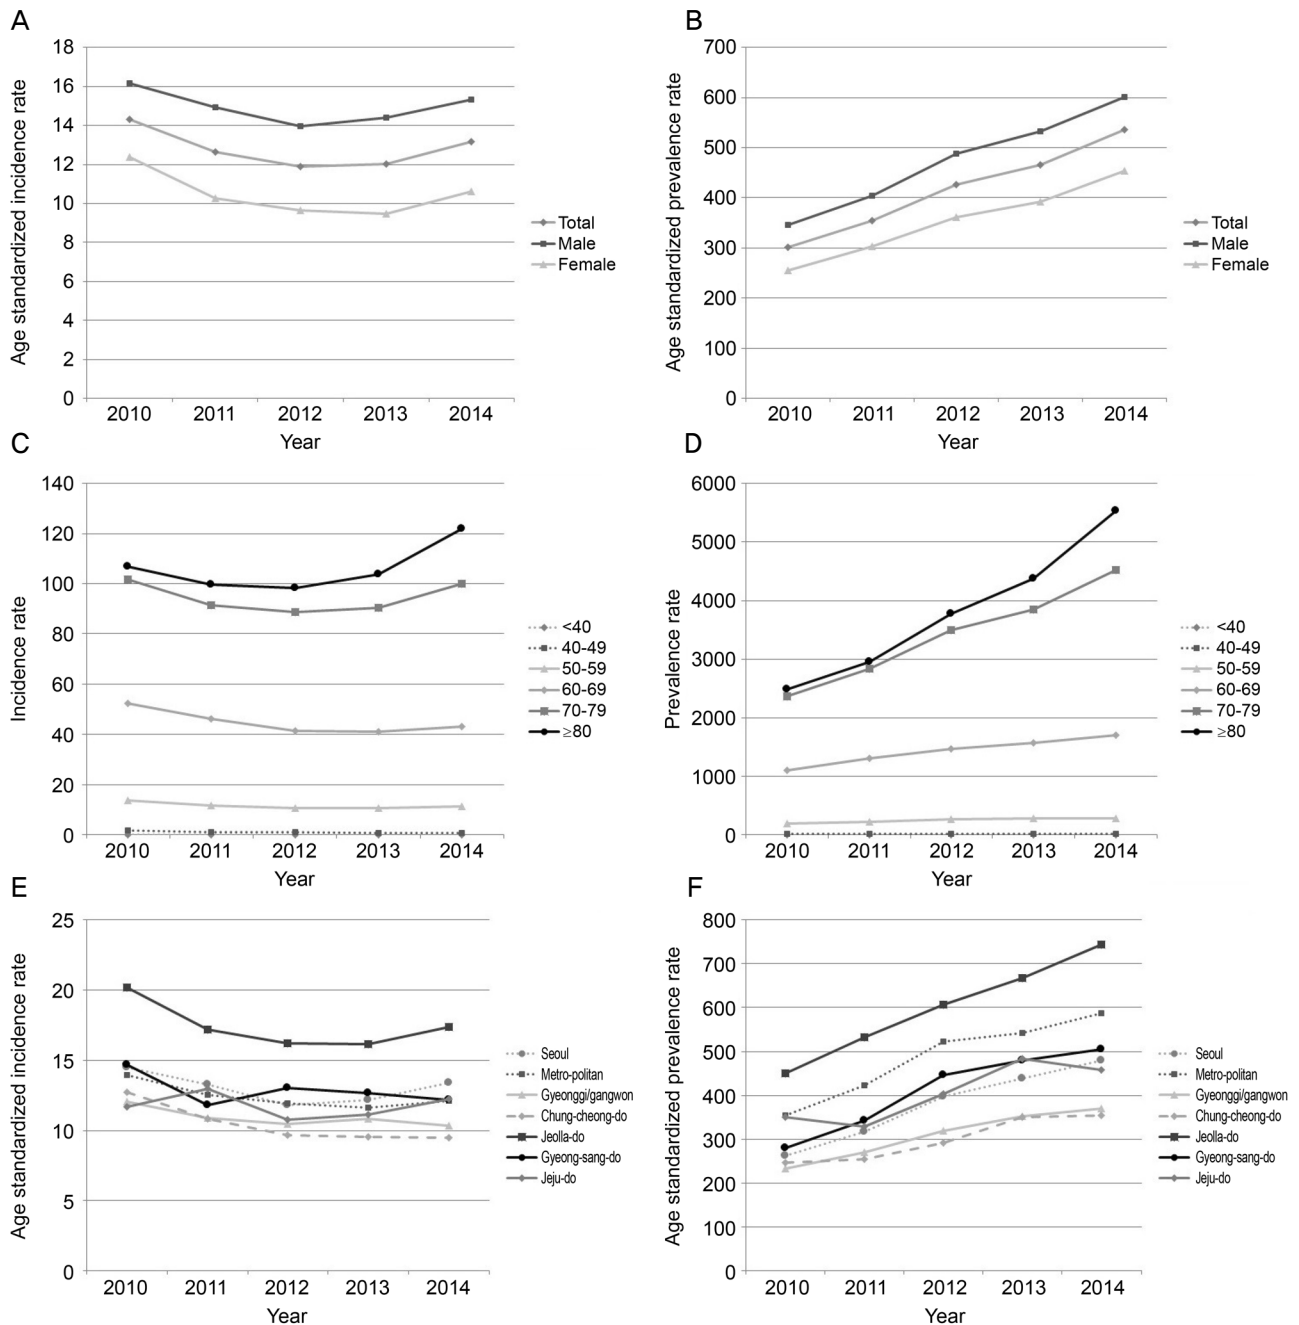 A
Age standardized incidence rate
18
16
14
12
10
8
6
4
2
0
2010 2011 2012 2013 2014
Year
Total
Male
Female
B
Age standardized prevalence rate
700
600
500
400
300
200
100
0
2010 2011 2012 2013 2014
Year
Total
Male
Female
C
Incidence rate
140
120
100
80
60
40
20
0
2010 2011 2012 2013 2014
Year
<40
40-49
50-59
60-69
70-79
≥80
D
Prevalence rate
6000
5000
4000
3000
2000
1000
0
2010 2011 2012 2013 2014
Year
<40
40-49
50-59
60-69
70-79
≥80
E
Age standardized incidence rate
25
20
15
10
5
0
2010 2011 2012 2013 2014
Year
Seoul
Metro-politan
Gyeonggi/gangwon
Chung-cheong-do
Jeolla-do
Gyeong-sang-do
Jeju-do
F
Age standardized prevalence rate
800
700
600
500
400
300
200
100
0
2010 2011 2012 2013 2014
Year
Seoul
Metro-politan
Gyeonggi/gangwon
Chung-cheong-do
Jeolla-do
Gyeong-sang-do
Jeju-do